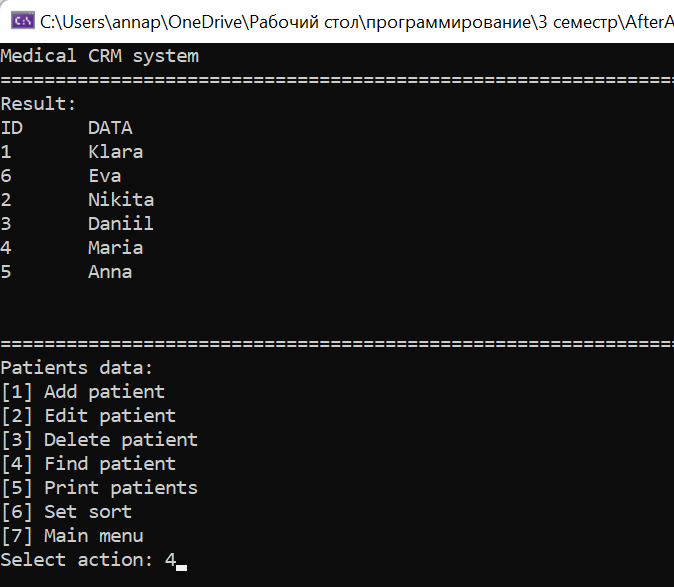 C:\Users\annap\OneDrive\Рабочий стол\программирование\3 семестр\AfterA
Medical CRM system
=============================================================
Result:
ID DATA
1 Klara
6 Eva
2 Nikita
3 Daniil
4 Maria
5 Anna
=============================================================
Patients data:
[1] Add patient
[2] Edit patient
[3] Delete patient
[4] Find patient
[5] Print patients
[6] Set sort
[7] Main menu
Select action: 4